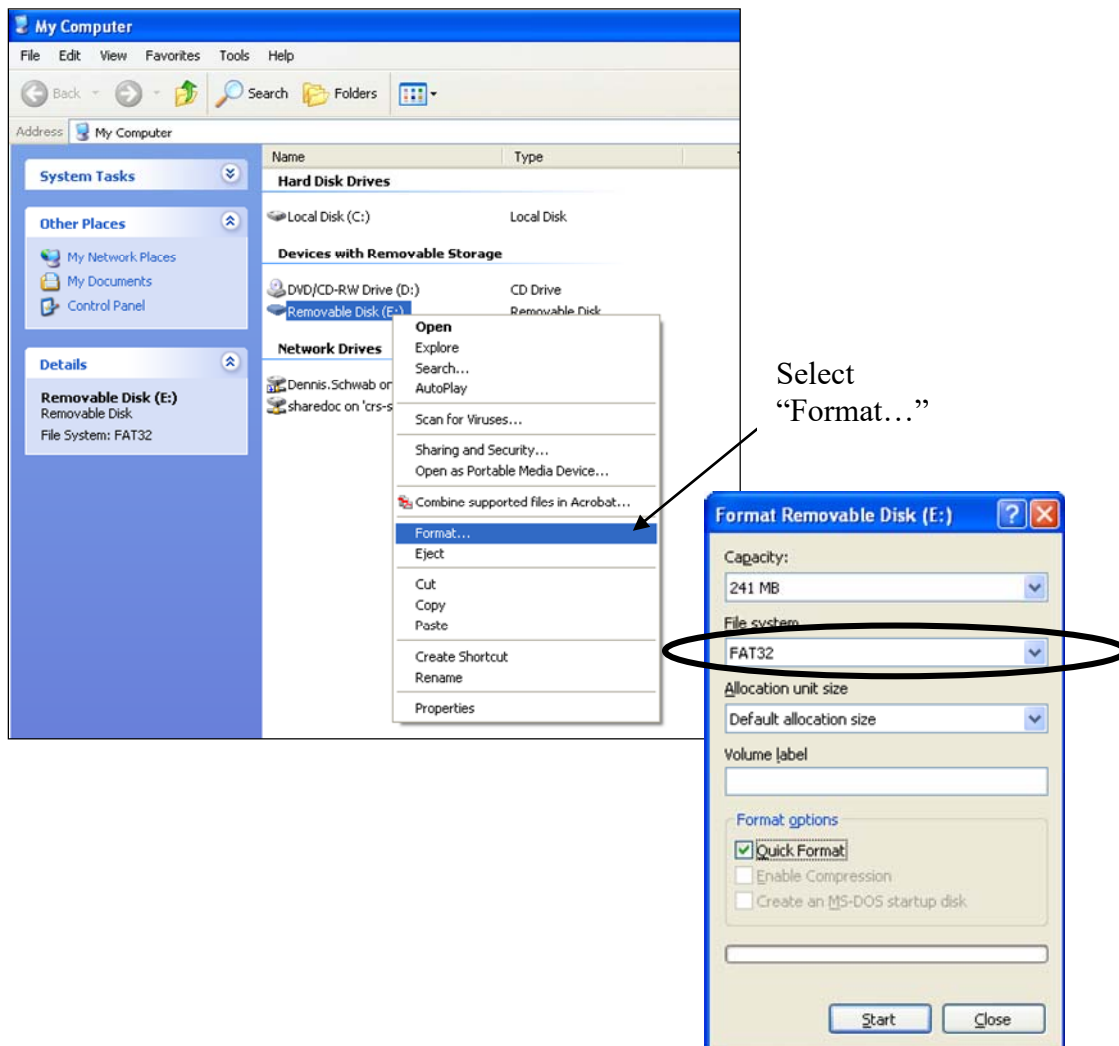 My Computer
File Edit View Favorites Tools Help
Back Search Folders
Address My Computer
System Tasks
Other Places
My Network Places
My Documents
Control Panel
Details
Removable Disk (E:)
Removable Disk
File System: FAT32
Name Type
Hard Disk Drives
Local Disk (C:) Local Disk
Devices with Removable Storage
DVD/CD-RW Drive (D:) CD Drive
Removable Disk (E:) Removable Disk
Network Drives
Dennis.Schwab on
sharedoc on 'crs-s
Open
Explore
Search...
AutoPlay
Scan for Viruses...
Sharing and Security...
Open as Portable Media Device...
Combine supported files in Acrobat...
Format...
Eject
Cut
Copy
Paste
Create Shortcut
Rename
Properties
Select
“Format…”
Format Removable Disk (E:)
Capacity:
241 MB
File system
FAT32
Allocation unit size
Default allocation size
Volume label
Format options
Quick Format
Enable Compression
Create an MS-DOS startup disk
Start Close